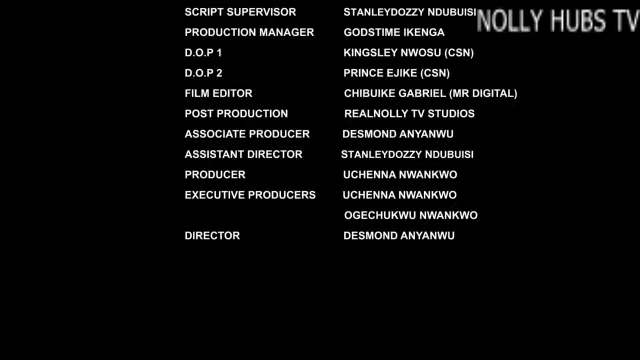 SCRIPT SUPERVISOR STANLEYDOZZY NDUBUISI
NOLLY HUBS TV
PRODUCTION MANAGER GODSTIME IKENGA
D.O.P 1 KINGSLEY NWOSU (CSN)
D.O.P 2 PRINCE EJIKE (CSN)
FILM EDITOR CHIBUIKE GABRIEL (MR DIGITAL)
POST PRODUCTION REALNOLLY TV STUDIOS
ASSOCIATE PRODUCER DESMOND ANYANWU
ASSISTANT DIRECTOR STANLEYDOZZY NDUBUISI
PRODUCER UCHENNA NWANKWO
EXECUTIVE PRODUCERS UCHENNA NWANKWO
OGECHUKWU NWANKWO
DIRECTOR DESMOND ANYANWU